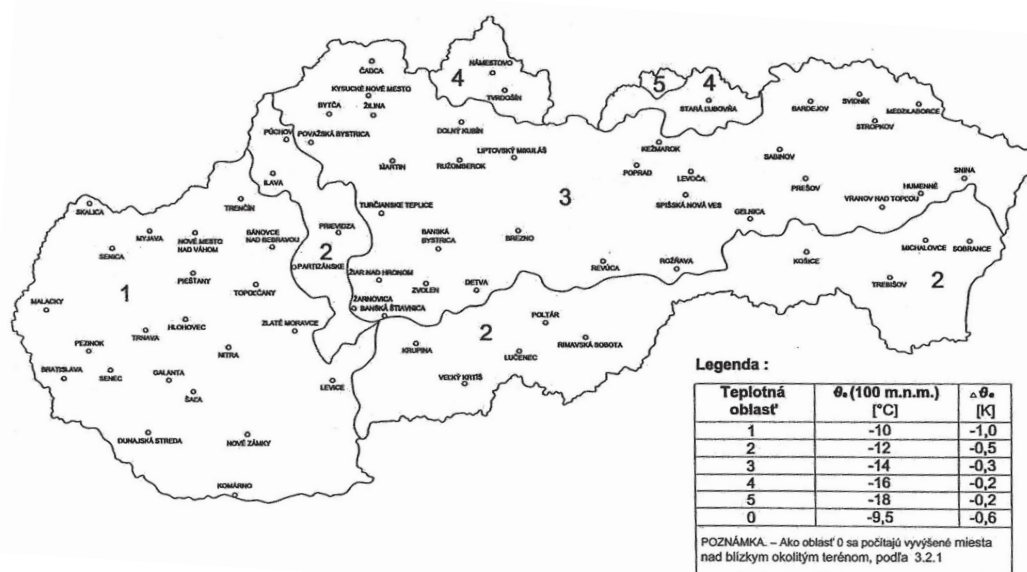 ČADCA
NÁMESTOVO
4
5
4
KYSUCKÉ NOVÉ MESTO
TVRDOŠÍN
STARÁ ĽUBOVŇA
BARDEJOV
SVIDNÍK
MEDZILABORCE
BYTČA
ŽILINA
STROPKOV
DOLNÝ KUBÍN
PÚCHOV
POVAŽSKÁ BYSTRICA
KEŽMAROK
SABINOV
LIPTOVSKÝ MIKULÁŠ
MARTIN
RUŽOMBEROK
POPRAD
LEVOČA
PREŠOV
SNINA
ILAVA
HUMENNÉ
3
SPIŠSKÁ NOVÁ VES
VRANOV NAD TOPĽOU
SKALICA
TRENČÍN
TURČIANSKE TEPLICE
GELNICA
MYJAVA
NOVÉ MESTO
NAD VÁHOM
BÁNOVCE
NAD BEBRAVOU
PRIEVIDZA
BANSKÁ
BYSTRICA
BREZNO
SENICA
2
MICHALOVCE
SOBRANCE
KOŠICE
PARTIZÁNSKE
ŽIAR NAD HRONOM
REVÚCA
ROŽŇAVA
PIEŠŤANY
TREBIŠOV
2
1
TOPOĽČANY
ZVOLEN
DETVA
MALACKY
ŽARNOVICA
BANSKÁ ŠTIAVNICA
HLOHOVEC
ZLATÉ MORAVCE
POLTÁR
TRNAVA
2
RIMAVSKÁ SOBOTA
PEZINOK
NITRA
KRUPINA
LUČENEC
BRATISLAVA
SENEC
GALANTA
LEVICE
VEĽKÝ KRTÍŠ
ŠAĽA
DUNAJSKÁ STREDA
NOVÉ ZÁMKY
KOMÁRNO
Legenda :
Teplotná oblasť θₑ (100 m.n.m.) [°C] △θₑ [K]
1 -10 -1,0
2 -12 -0,5
3 -14 -0,3
4 -16 -0,2
5 -18 -0,2
0 -9,5 -0,6
POZNÁMKA. – Ako oblasť 0 sa počítajú vyvýšené miesta
nad blízkym okolitým terénom, podľa 3.2.1